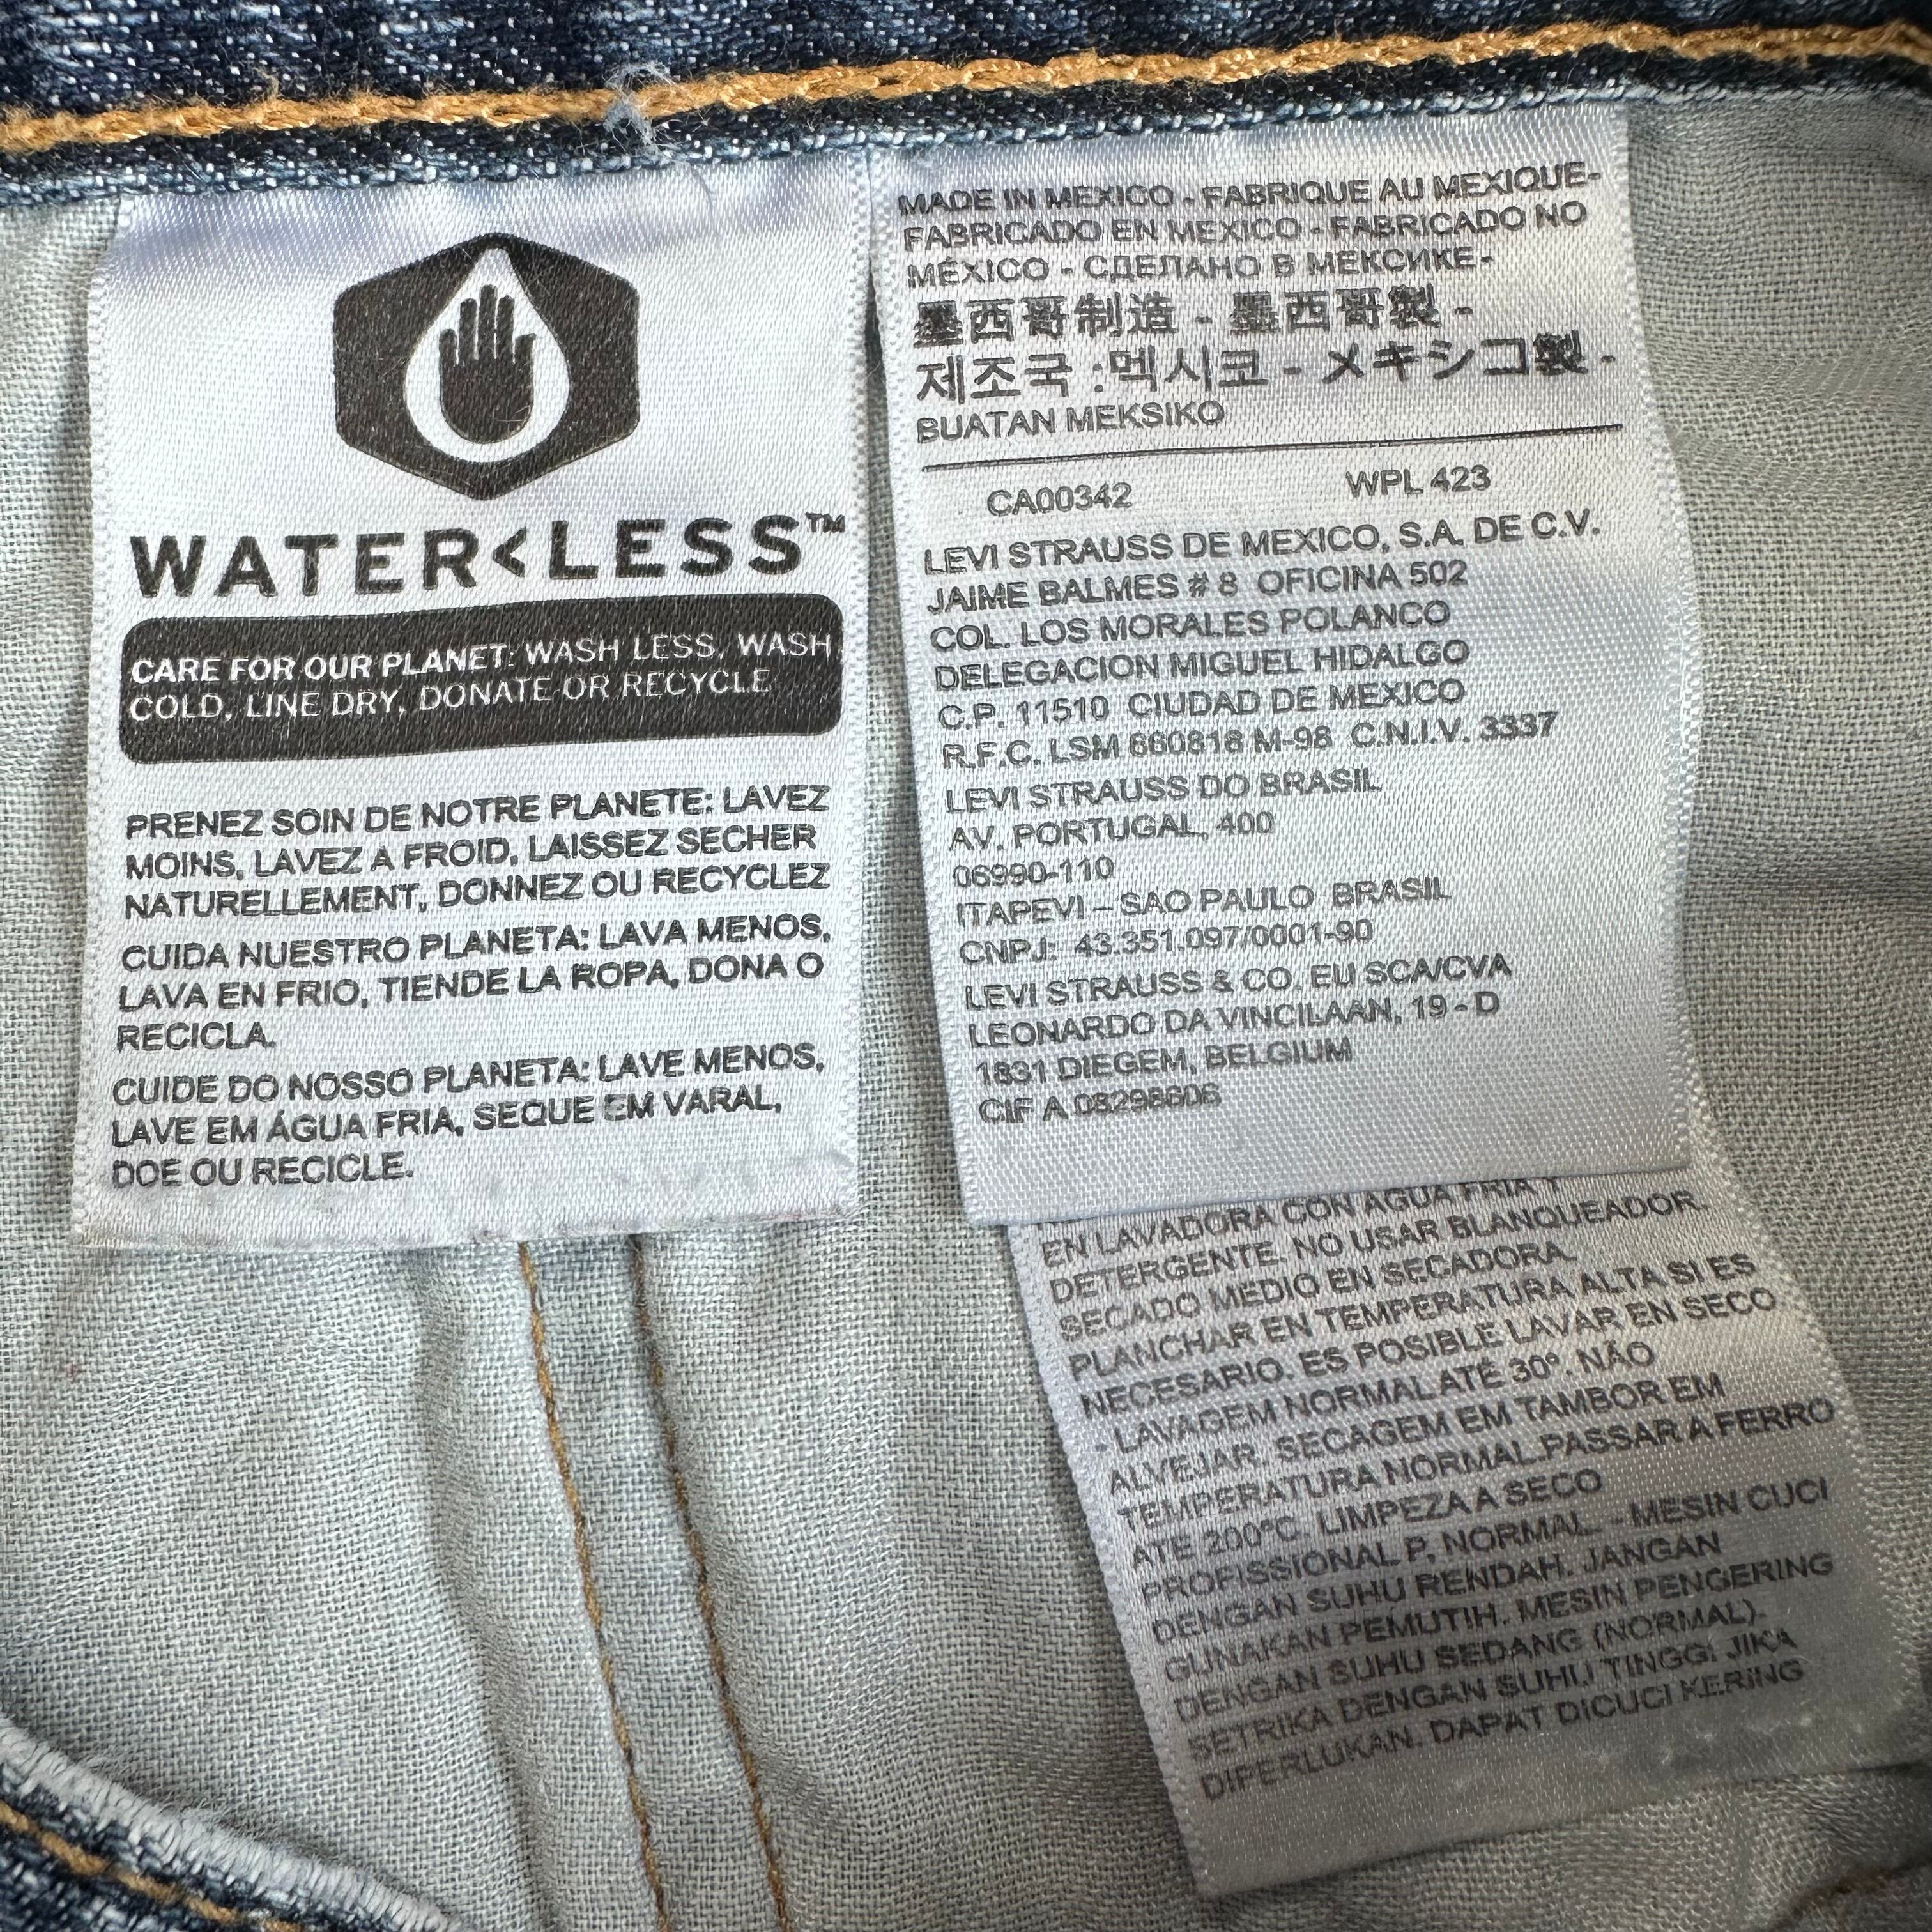 WATER<LESS™
CARE FOR OUR PLANET: WASH LESS, WASH
COLD, LINE DRY, DONATE OR RECYCLE
PRENEZ SOIN DE NOTRE PLANETE: LAVEZ
MOINS, LAVEZ A FROID, LAISSEZ SECHER
NATURELLEMENT, DONNEZ OU RECYCLEZ
CUIDA NUESTRO PLANETA: LAVA MENOS,
LAVA EN FRIO, TIENDE LA ROPA, DONA O
RECICLA.
CUIDE DO NOSSO PLANETA: LAVE MENOS,
LAVE EM ÁGUA FRIA, SEQUE EM VARAL,
DOE OU RECICLE.
MADE IN MEXICO - FABRIQUE AU MEXIQUE-
FABRICADO EN MEXICO - FABRICADO NO
MÉXICO - СДЕЛАНО В МЕКСИКЕ-
墨西哥制造 - 墨西哥製 -
제조국 :멕시코 - メキシコ製 -
BUATAN MEKSIKO
CA00342 WPL 423
LEVI STRAUSS DE MEXICO, S.A. DE C.V.
JAIME BALMES # 8 OFICINA 502
COL. LOS MORALES POLANCO
DELEGACION MIGUEL HIDALGO
C.P. 11510 CIUDAD DE MEXICO
R.F.C. LSM 660818 M-98 C.N.I.V. 3337
LEVI STRAUSS DO BRASIL
AV. PORTUGAL, 400
06990-110
ITAPEVI – SAO PAULO BRASIL
CNPJ: 43.351.097/0001-90
LEVI STRAUSS & CO. EU SCA/CVA
LEONARDO DA VINCILAAN, 19 - D
1831 DIEGEM, BELGIUM
CIF A 08298606
EN LAVADORA CON AGUA FRIA Y
DETERGENTE. NO USAR BLANQUEADOR.
SECADO MEDIO EN SECADORA.
PLANCHAR EN TEMPERATURA ALTA SI ES
NECESARIO. ES POSIBLE LAVAR EN SECO
- LAVAGEM NORMAL ATÉ 30º. NÃO
ALVEJAR. SECAGEM EM TAMBOR EM
TEMPERATURA NORMAL.PASSAR A FERRO
ATE 200ºC. LIMPEZA A SECO
PROFISSIONAL P, NORMAL. - MESIN CUCI
DENGAN SUHU RENDAH. JANGAN
GUNAKAN PEMUTIH. MESIN PENGERING
DENGAN SUHU SEDANG (NORMAL).
SETRIKA DENGAN SUHU TINGGI JIKA
DIPERLUKAN. DAPAT DICUCI KERING